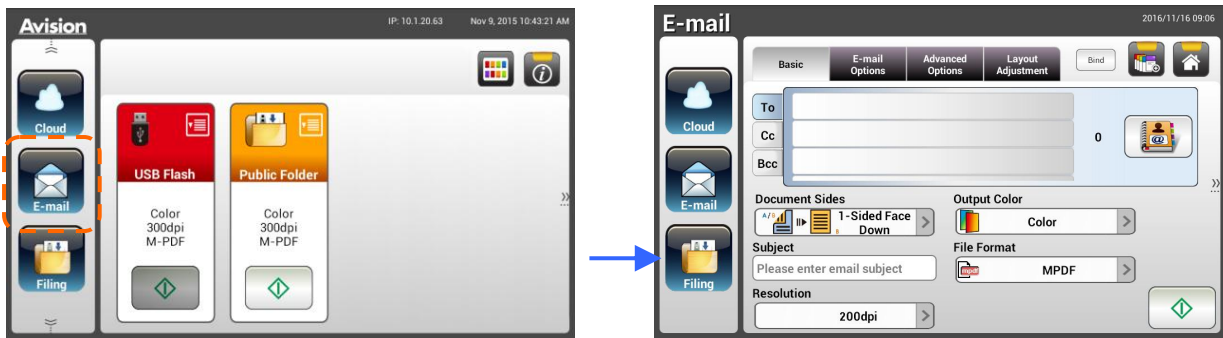 Avision
IP: 10.1.20.63
Nov 9, 2015 10:43:21 AM
Cloud
E-mail
Filing
USB Flash
Color
300dpi
M-PDF
Public Folder
Color
300dpi
M-PDF
E-mail
2016/11/16 09:06
Cloud
E-mail
Filing
Basic
E-mail
Options
Advanced
Options
Layout
Adjustment
Bind
To
Cc
Bcc
0
Document Sides
1-Sided Face
Down
Output Color
Color
Subject
Please enter email subject
File Format
MPDF
Resolution
200dpi